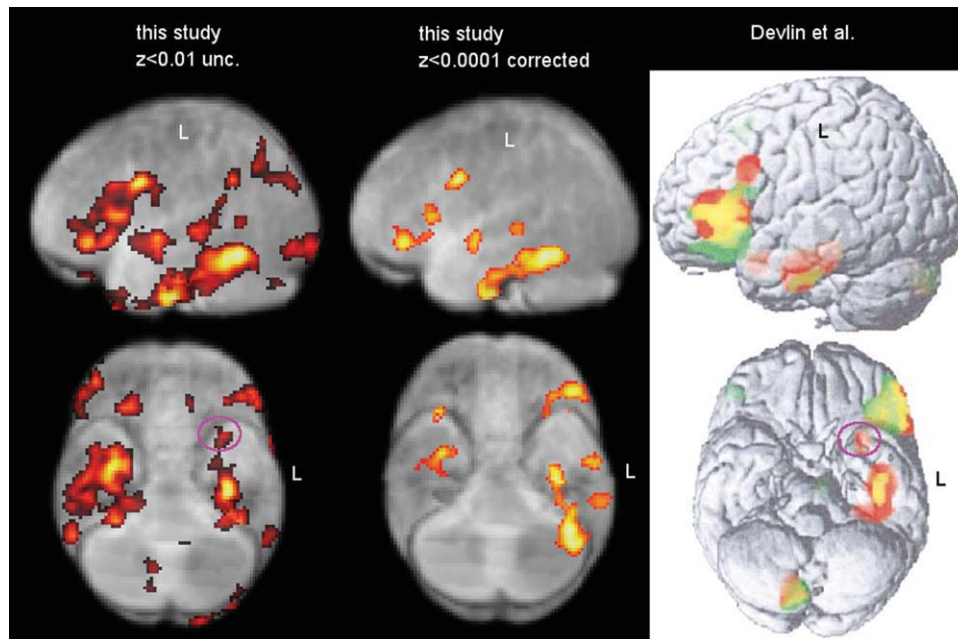 this study
z<0.01 unc.
this study
z<0.0001 corrected
Devlin et al.
L
L
L
L
L